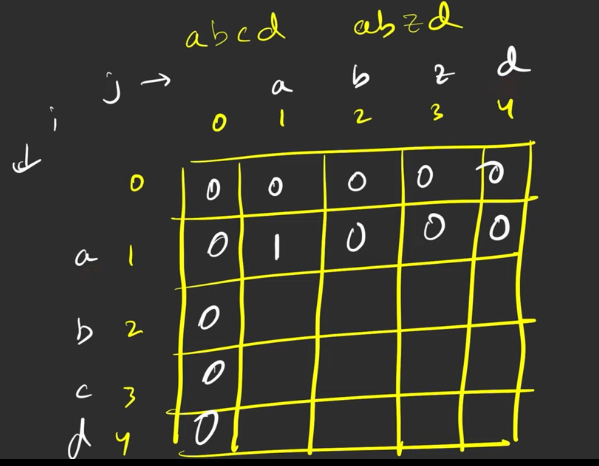 abcd abzd
j → a b z d
i 0 1 2 3 4
0 0 0 0 0 0
a 1 0 1 0 0 0
b 2 0
c 3 0
d 4 0